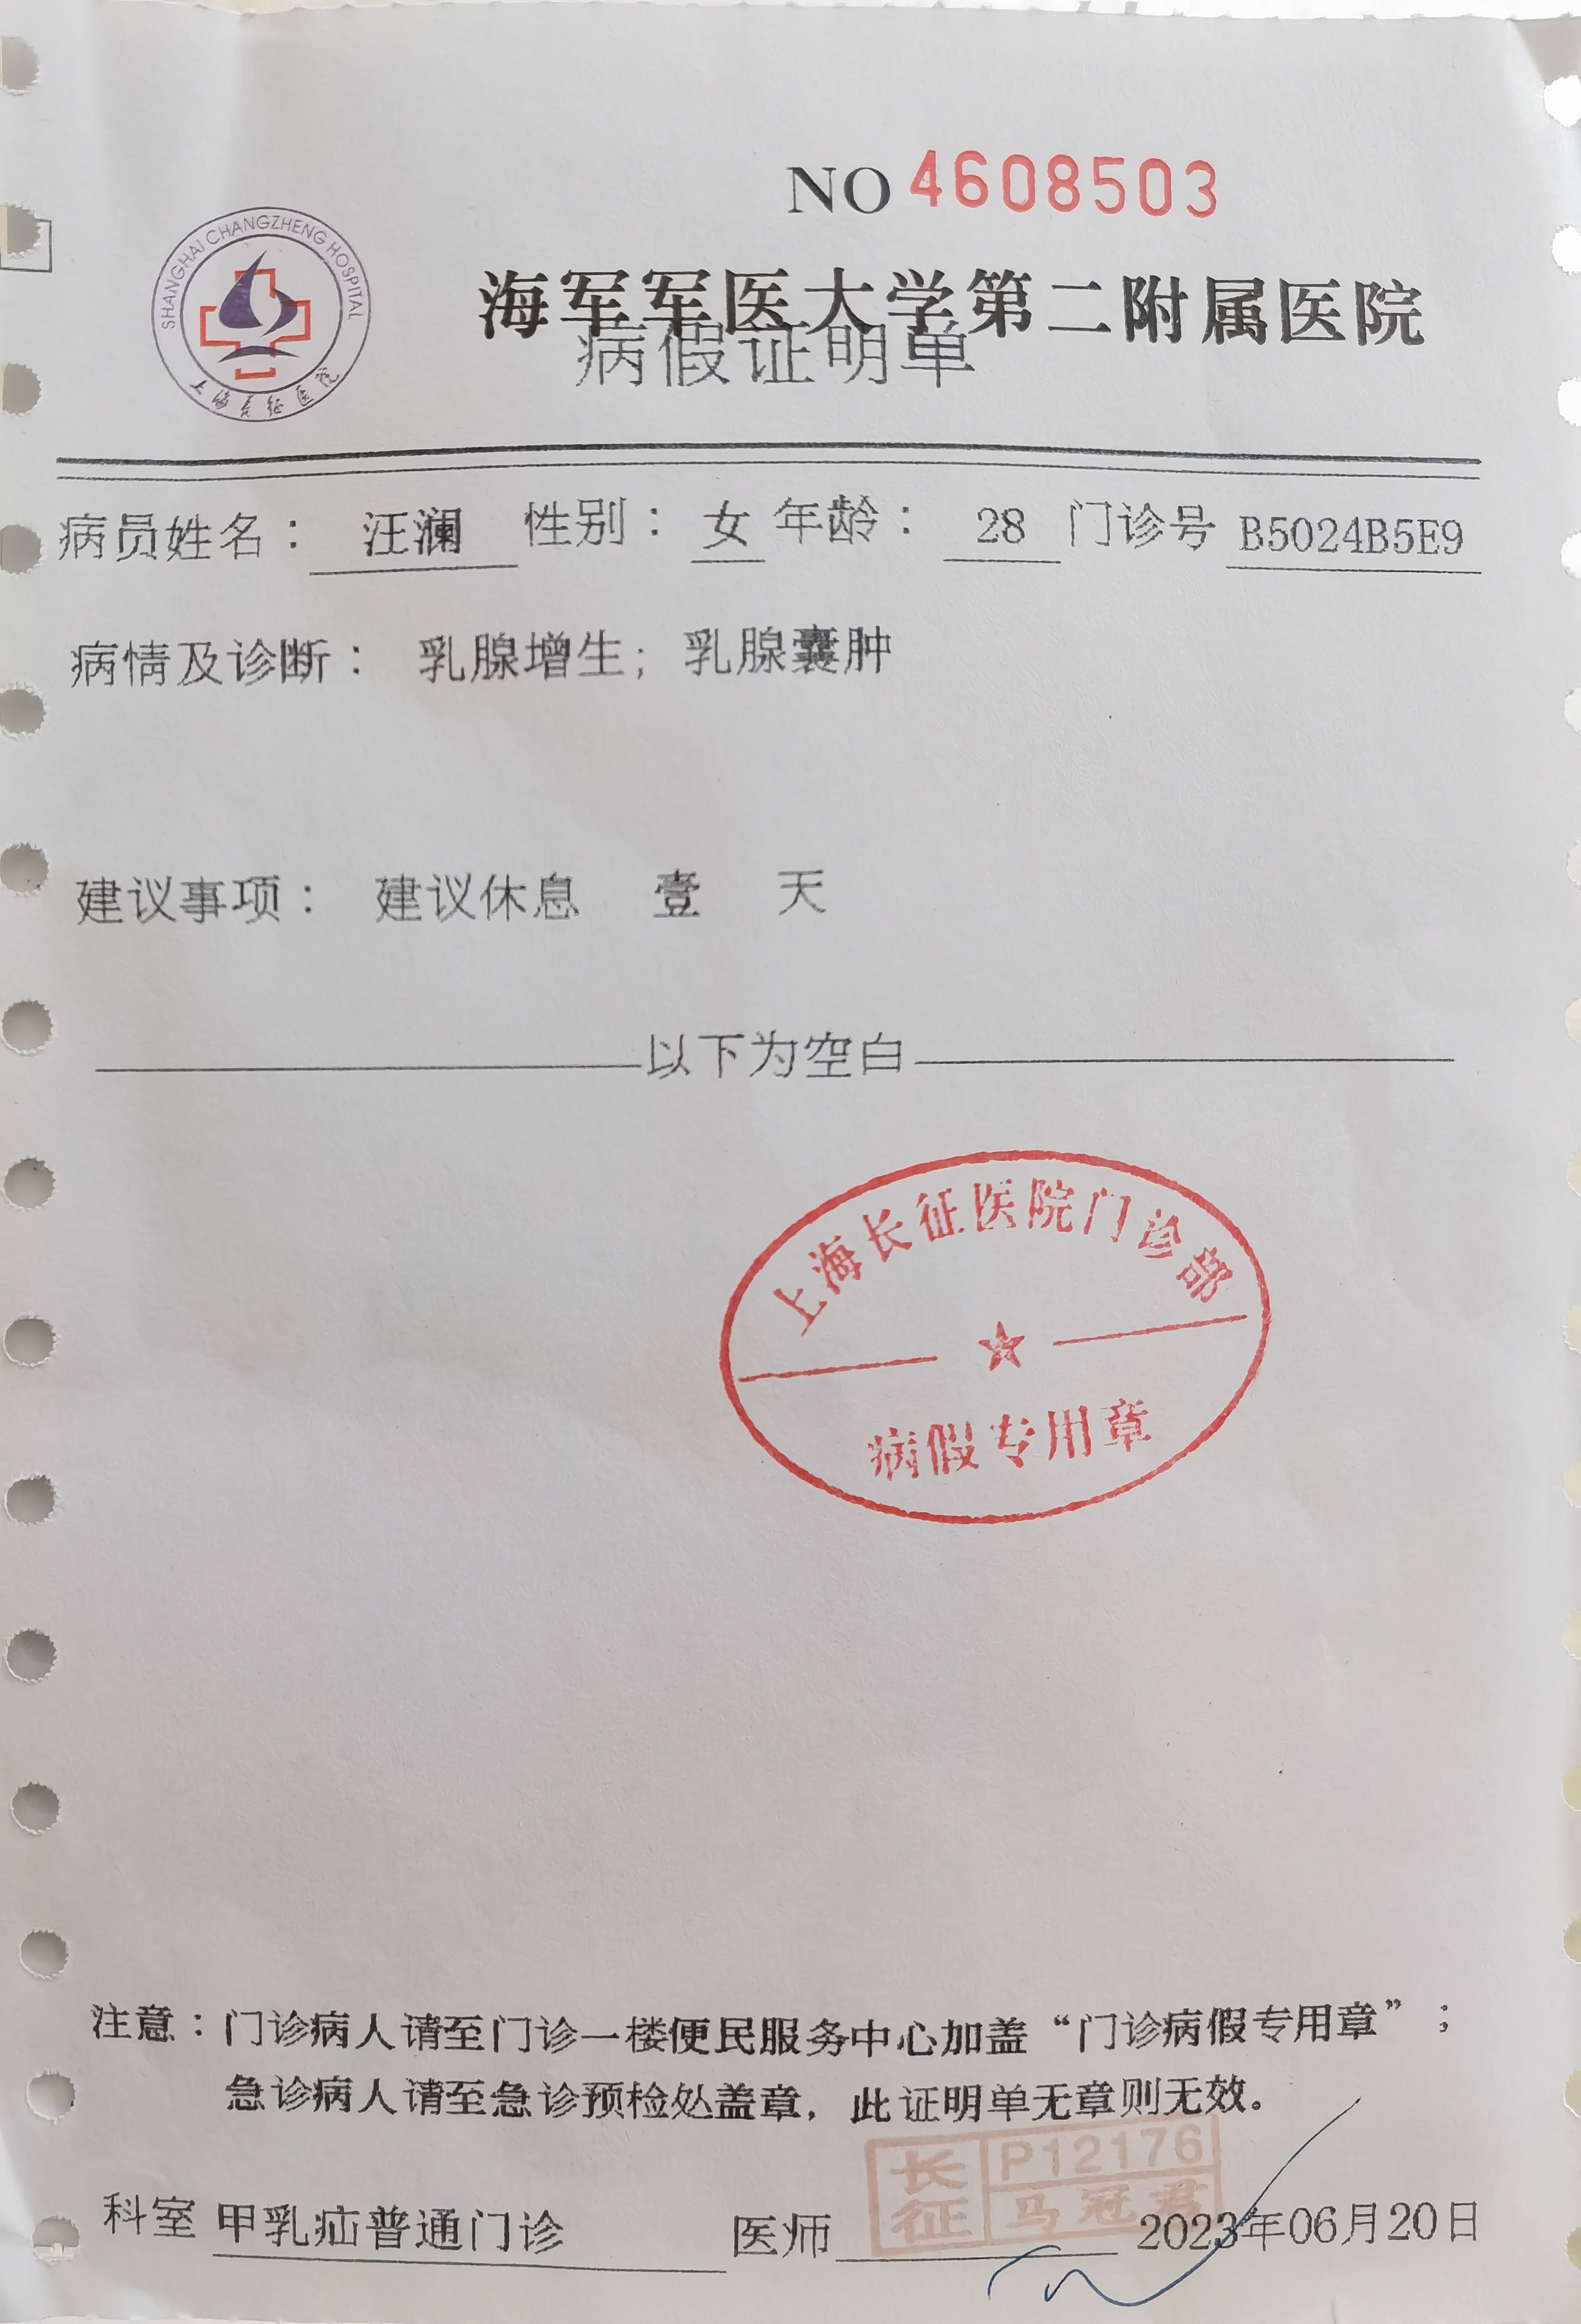 NO 4608503
SHANGHAI CHANGZHENG HOSPITAL
上海长征医院
海军军医大学第二附属医院
病假证明单
病员姓名： 汪澜 性别： 女 年龄： 28 门诊号 B5024B5E9
病情及诊断： 乳腺增生；乳腺囊肿
建议事项： 建议休息 壹 天
以下为空白
上海长征医院门诊部
病假专用章
注意：门诊病人请至门诊一楼便民服务中心加盖“门诊病假专用章”；
急诊病人请至急诊预检处盖章，此证明单无章则无效。
长征 P12176
马冠君
科室 甲乳疝普通门诊 医师 2023年06月20日